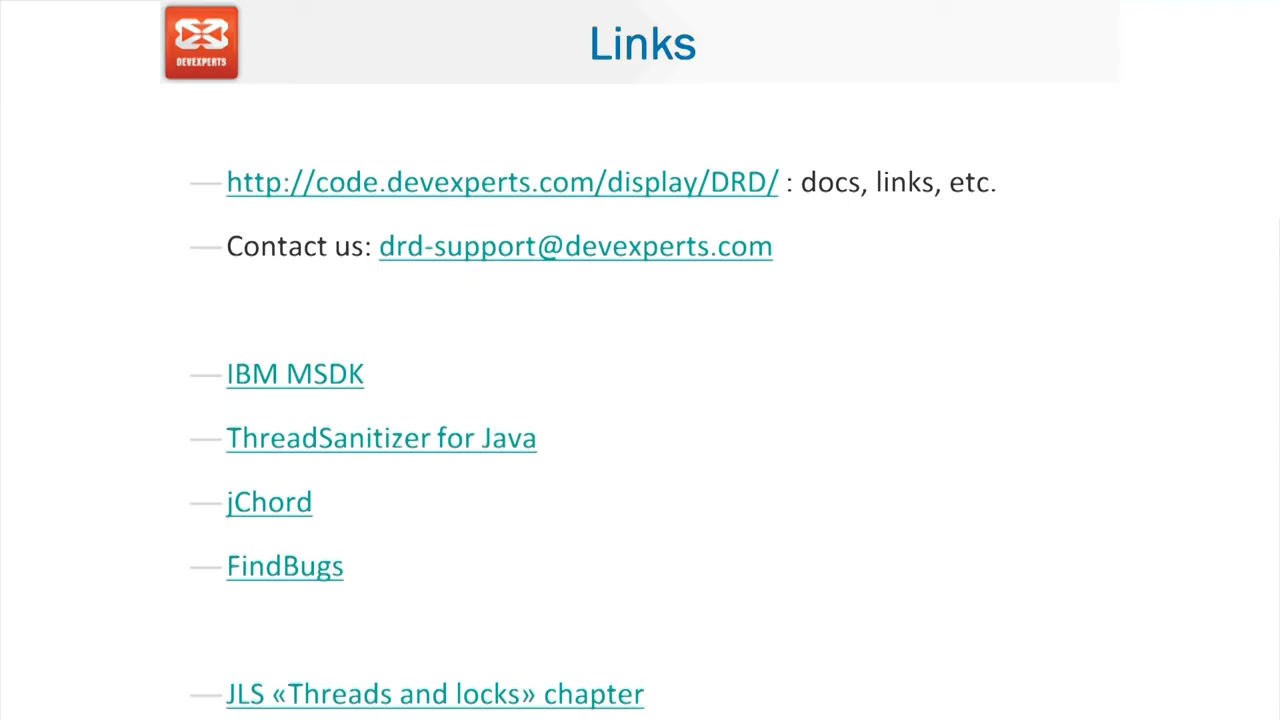 DEVEXPERTS
Links
http://code.devexperts.com/display/DRD/ : docs, links, etc.
Contact us: drd-support@devexperts.com
IBM MSDK
ThreadSanitizer for Java
jChord
FindBugs
JLS «Threads and locks» chapter